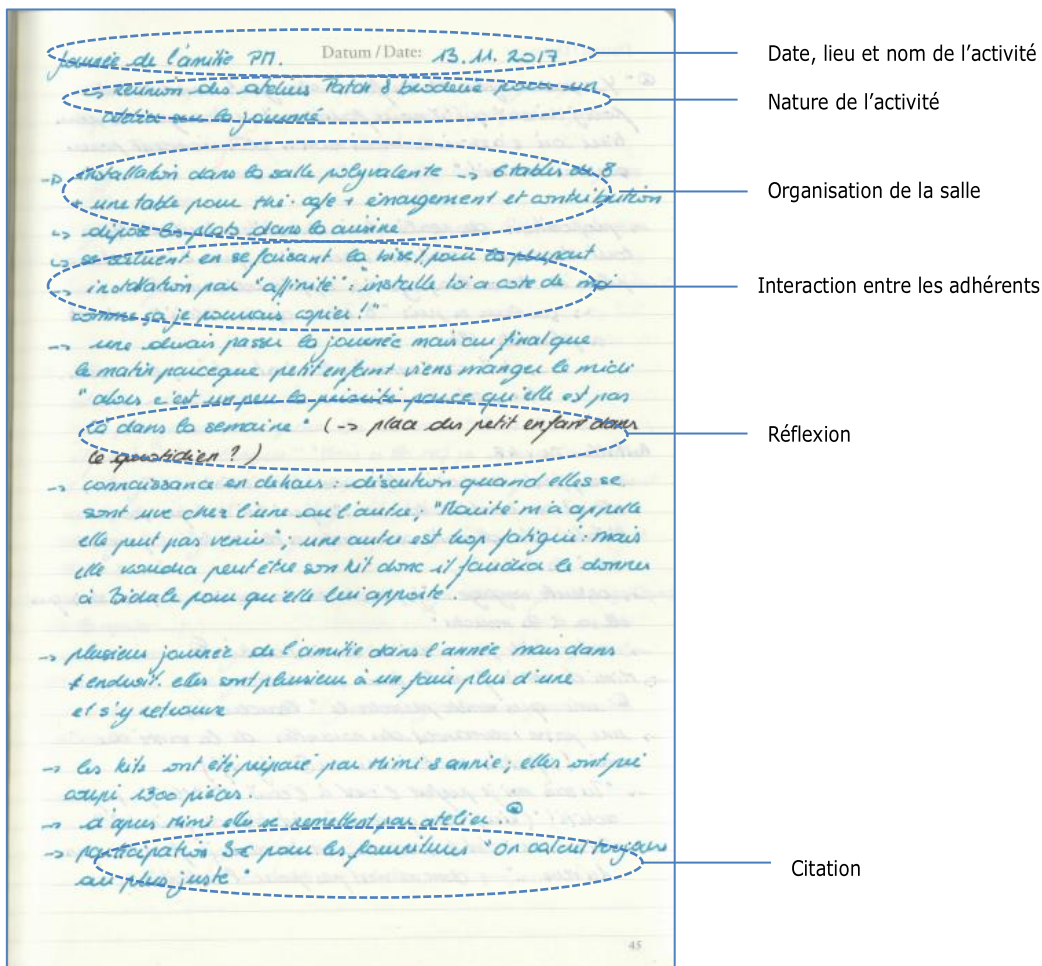 Journée de l'amitié PM. Datum / Date: 13.11.2017
↳ réunion des ateliers Patch & broderie pour un
atelier sur la journné
→ installation dans la salle polyvalente → 6 tables de 8
+ une table pour thé-café + émargement et contribution
↳ dépose les plats dans la cuisine
↳ se saluent en se faisant la bise / pour la plupart
→ installation par "affinité": "installe toi a coté de moi
comme ça je pourrais copier!"
→ une devais passer la journée mais au final que
le matin parceque petit enfant viens manger le midi
"alors c'est un peu la priorité parce qu'elle est pas
là dans la semaine" (→ place des petit enfant dans
le quotidien ?)
→ connaissance en dehors : discution quand elles se
sont vue chez l'une ou l'autre, "Maïté m'a appelle
elle peut pas venir"; une autre est trop fatigué: mais
elle voudra peut être son kit donc il faudra le donner
à Bidale pour qu'elle lui apporte.
→ plusieur journée de l'amitié dans l'année mais dans
≠ endroit. elles sont plusieur à un faire plus d'une
et s'y retrouve
→ les kits ont été préparé par Mimi & annie; elles ont pré
coupé 1300 pièces.
→ d'après Mimi elle se semettent par atelier.
→ participation 3€ pour les fournitures "on calcul toujours
au plus juste"
45
Date, lieu et nom de l'activité
Nature de l'activité
Organisation de la salle
Interaction entre les adhérents
Réflexion
Citation